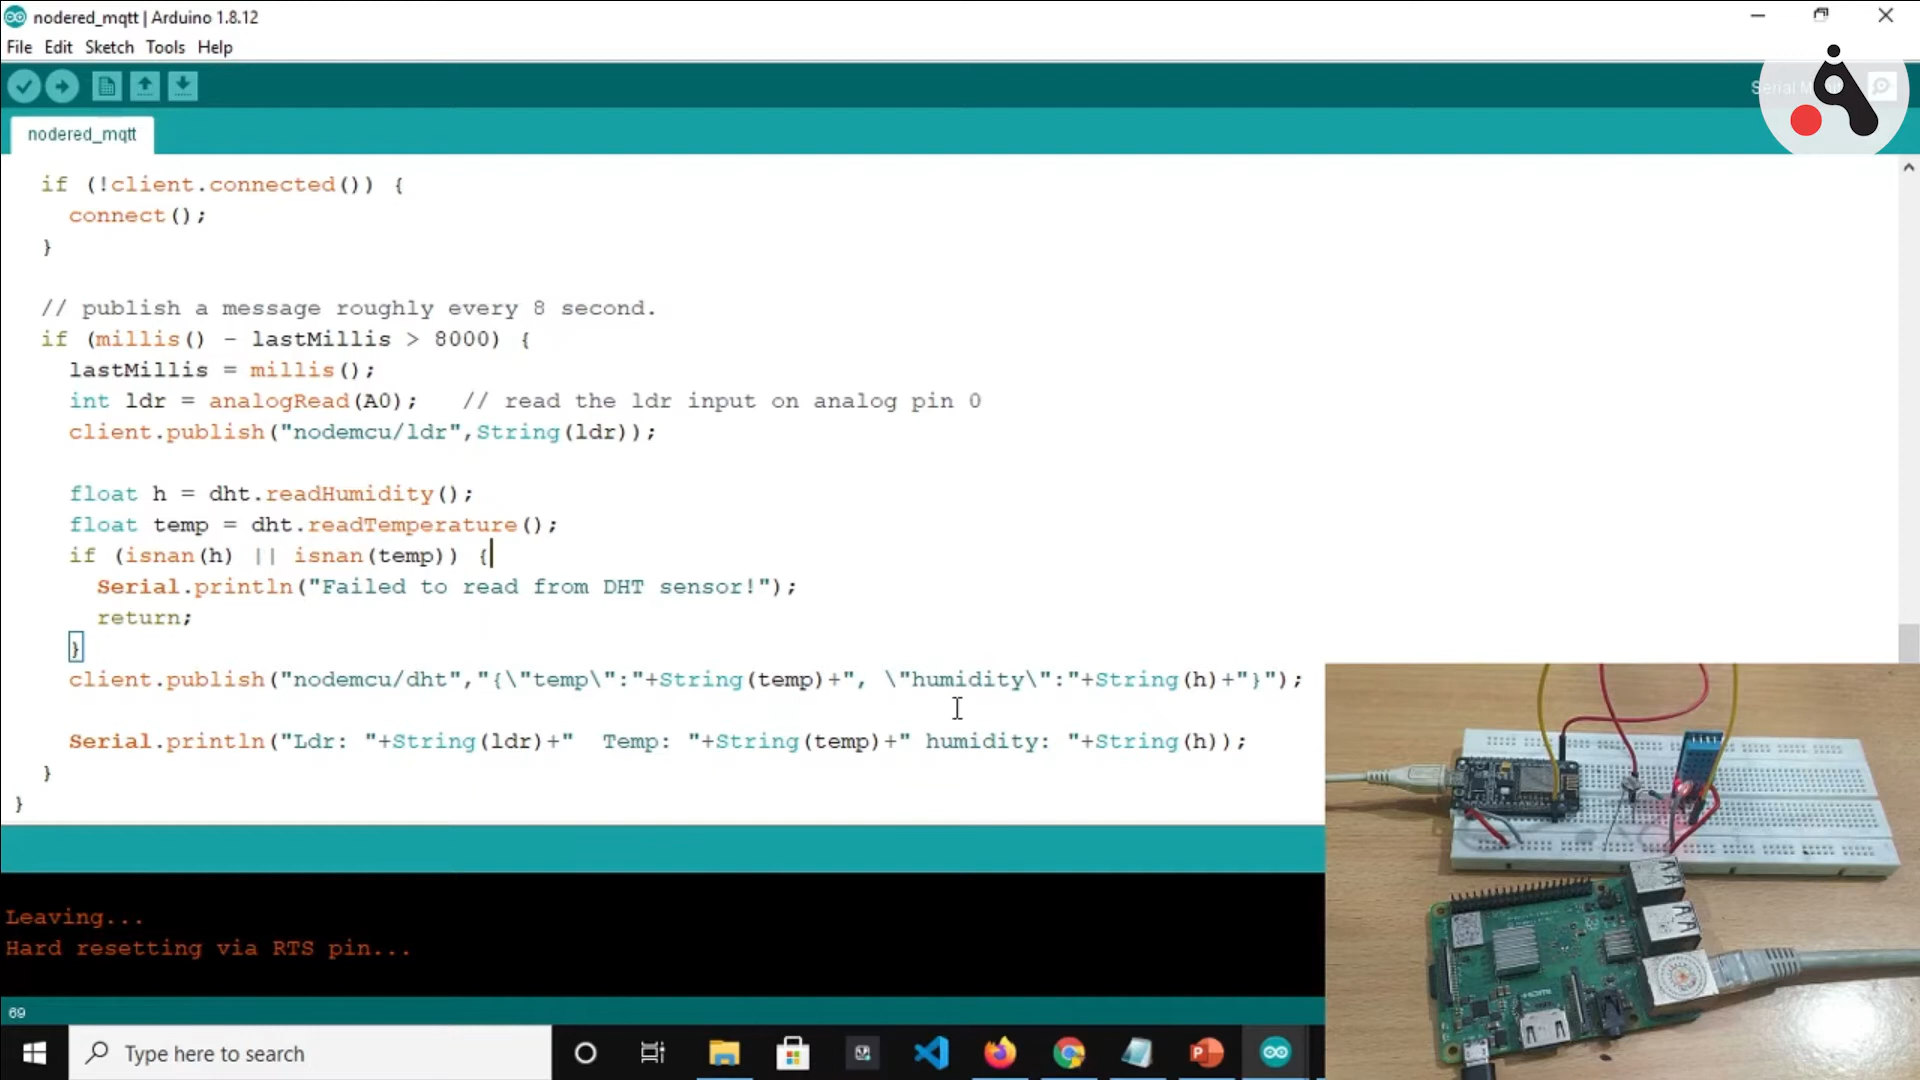 nodered_mqtt | Arduino 1.8.12
File Edit Sketch Tools Help
nodered_mqtt
if (!client.connected()) {
connect();
}
// publish a message roughly every 8 second.
if (millis() - lastMillis > 8000) {
lastMillis = millis();
int ldr = analogRead(A0);   // read the ldr input on analog pin 0
client.publish("nodemcu/ldr",String(ldr));
float h = dht.readHumidity();
float temp = dht.readTemperature();
if (isnan(h) || isnan(temp)) {
Serial.println("Failed to read from DHT sensor!");
return;
}
client.publish("nodemcu/dht","{\"temp\":"+String(temp)+", \"humidity\":"+String(h)+"}");
Serial.println("Ldr: "+String(ldr)+"  Temp: "+String(temp)+" humidity: "+String(h));
}
}
Leaving...
Hard resetting via RTS pin...
69
Type here to search